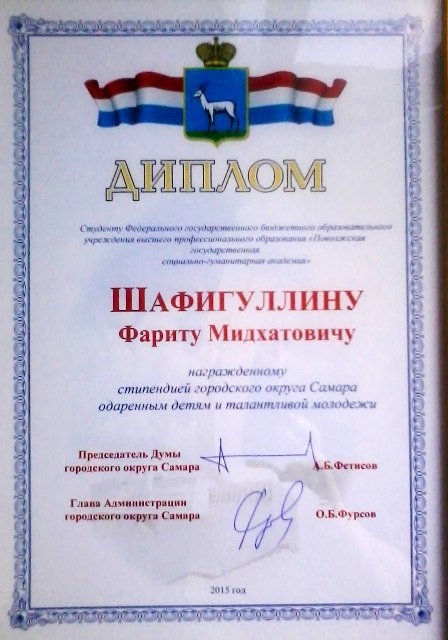 ДИПЛОМ
Студенту Федерального государственного бюджетного образовательного
учреждения высшего профессионального образования «Поволжская
государственная
социально-гуманитарная академия»
ШАФИГУЛЛИНУ
Фариту Мидхатовичу
награжденному
стипендией городского округа Самара
одаренным детям и талантливой молодежи
Председатель Думы
городского округа Самара А.Б.Фетисов
Глава Администрации
городского округа Самара О.Б.Фурсов
2015 год